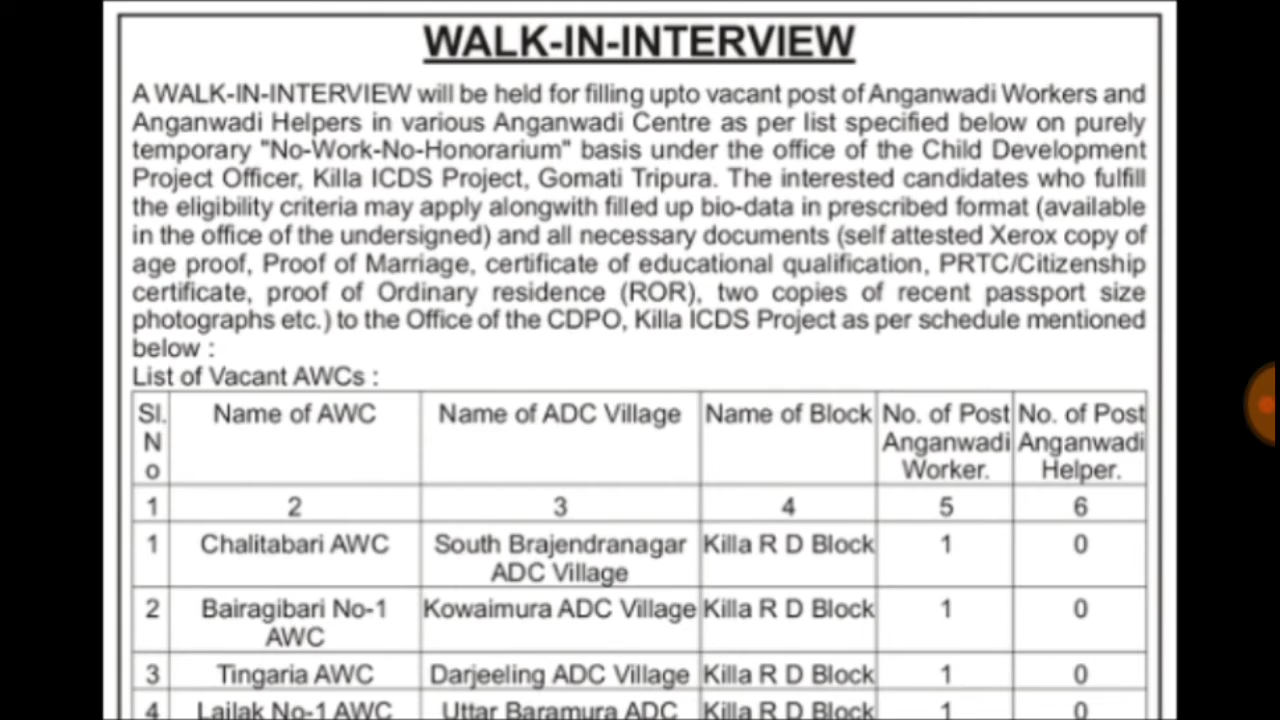 WALK-IN-INTERVIEW
A WALK-IN-INTERVIEW will be held for filling upto vacant post of Anganwadi Workers and
Anganwadi Helpers in various Anganwadi Centre as per list specified below on purely
temporary "No-Work-No-Honorarium" basis under the office of the Child Development
Project Officer, Killa ICDS Project, Gomati Tripura. The interested candidates who fulfill
the eligibility criteria may apply alongwith filled up bio-data in prescribed format (available
in the office of the undersigned) and all necessary documents (self attested Xerox copy of
age proof, Proof of Marriage, certificate of educational qualification, PRTC/Citizenship
certificate, proof of Ordinary residence (ROR), two copies of recent passport size
photographs etc.) to the Office of the CDPO, Killa ICDS Project as per schedule mentioned
below :
List of Vacant AWCs :
Sl. Name of AWC Name of ADC Village Name of Block No. of Post No. of Post
N Anganwadi Anganwadi
o Worker. Helper.
1 2 3 4 5 6
1 Chalitabari AWC South Brajendranagar Killa R D Block 1 0
ADC Village
2 Bairagibari No-1 Kowaimura ADC Village Killa R D Block 1 0
AWC
3 Tingaria AWC Darjeeling ADC Village Killa R D Block 1 0
4 Lailak No-1 AWC Uttar Baramura ADC Killa R D Block 1 0